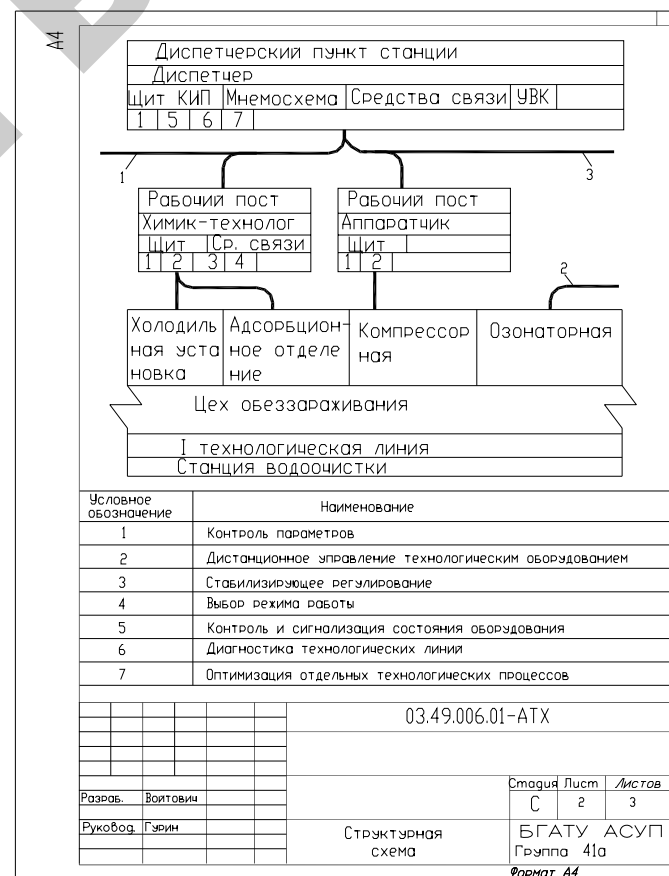 А4
Диспетчерский пункт станции
Диспетчер
Щит КИП Мнемосхема Средства связи УВК
1 5 6 7
1 3
Рабочий пост Рабочий пост
Химик-технолог Аппаратчик
Щит Ср. связи Щит
1 2 3 4 1 2
2
Холодиль Адсорбцион- Компрессор Озонаторная
ная уста ное отделе ная
новка ние
Цех обеззараживания
I технологическая линия
Станция водоочистки
Условное
обозначение Наименование
1 Контроль параметров
2 Дистанционное управление технологическим оборудованием
3 Стабилизирующее регулирование
4 Выбор режима работы
5 Контроль и сигнализация состояния оборудования
6 Диагностика технологических линий
7 Оптимизация отдельных технологических процессов
03.49.006.01-АТХ
Стадия Лист Листов
Разраб. Войтович С 2 3
Руковод. Гурин Структурная
схема
БГАТУ АСУП
Группа 41а
Формат А4